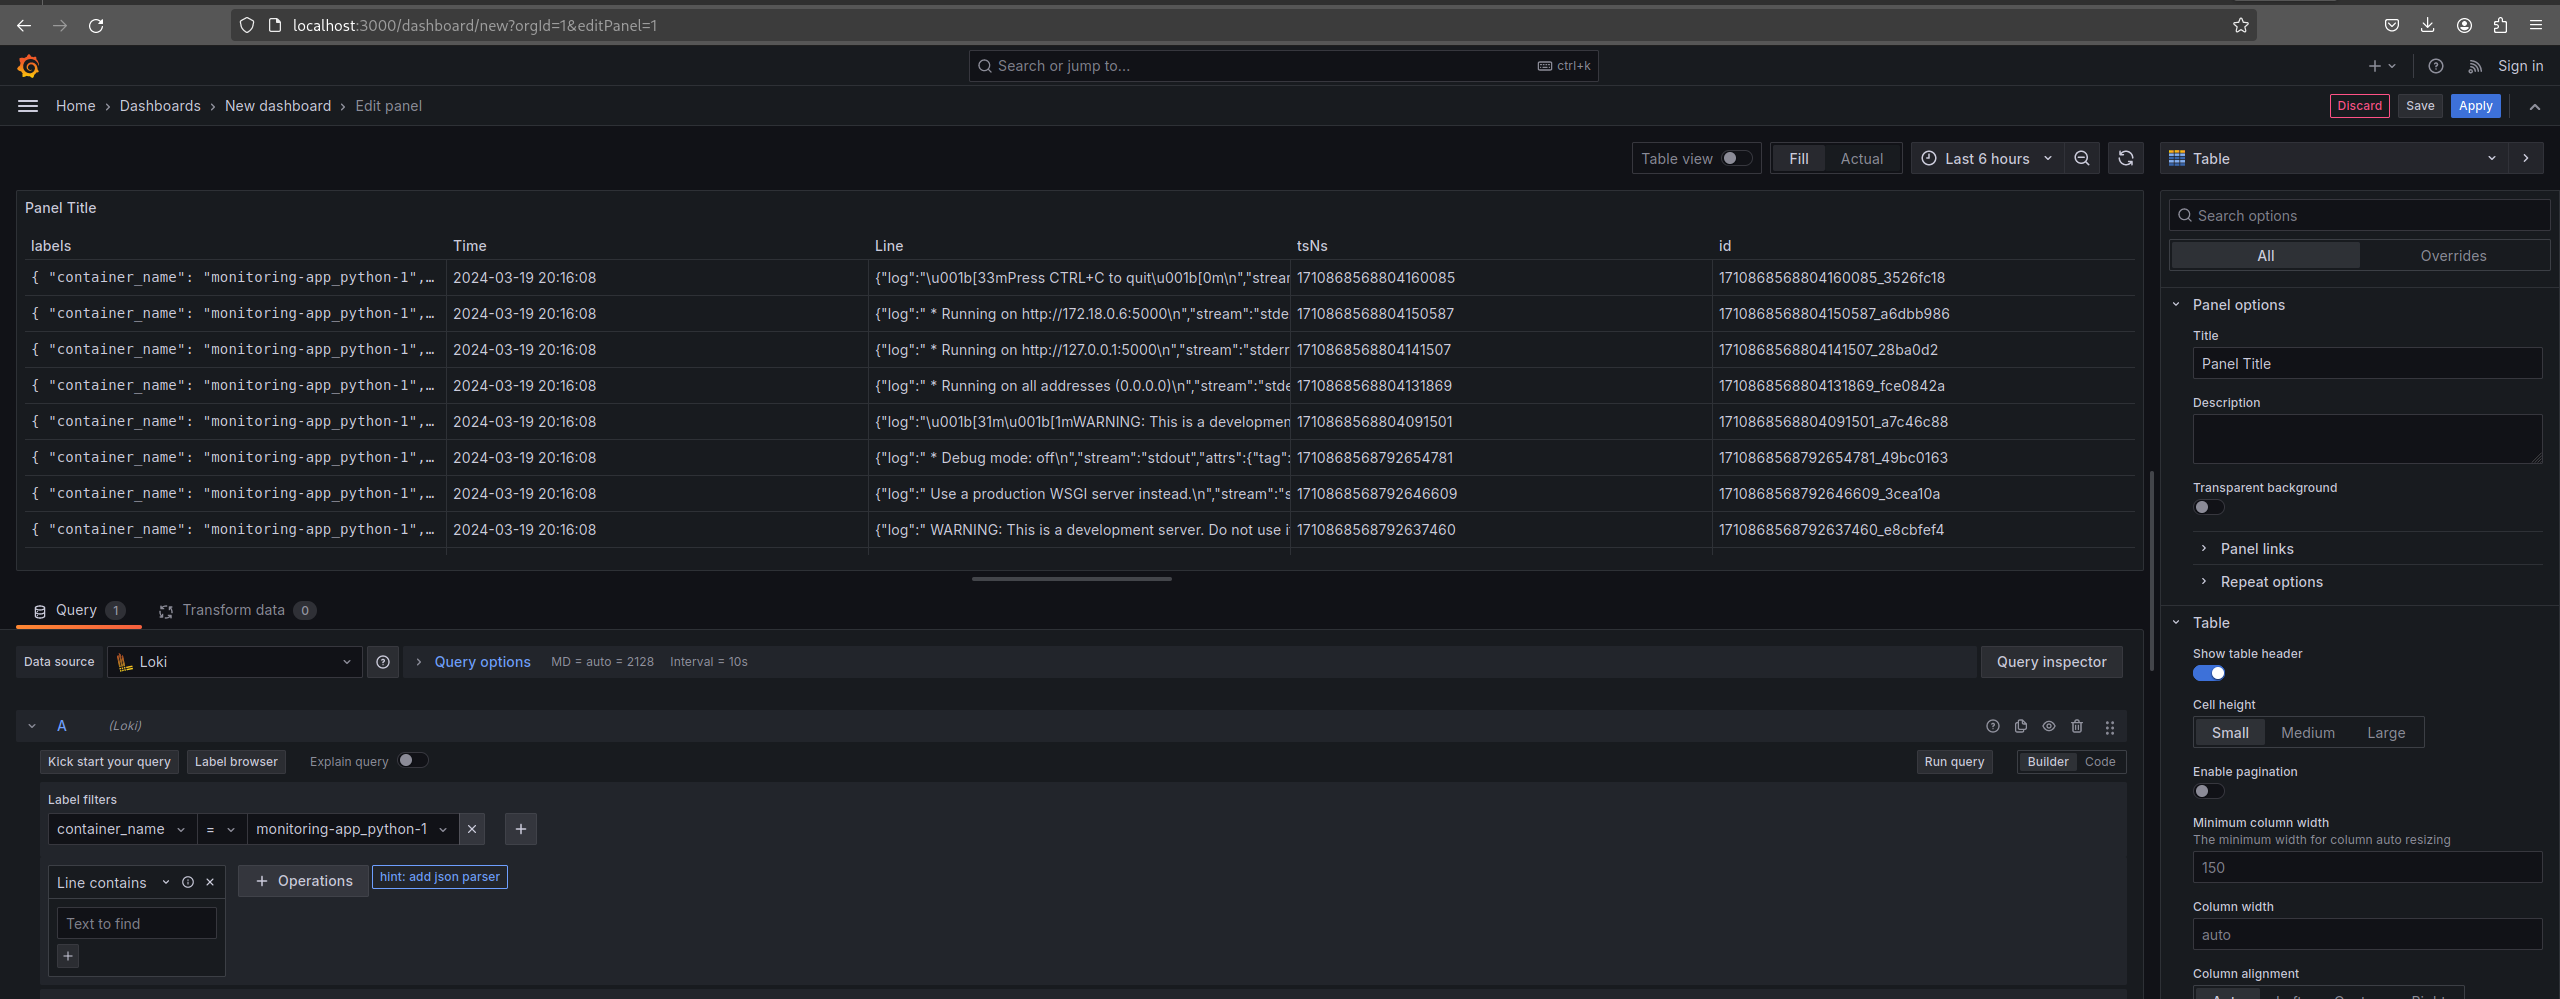 localhost:3000/dashboard/new?orgId=1&editPanel=1
Search or jump to...
ctrl+k
Sign in
Home › Dashboards › New dashboard › Edit panel
Discard Save Apply
Table view Fill Actual Last 6 hours Table
Panel Title
labels Time Line tsNs id
{ "container_name": "monitoring-app_python-1",… 2024-03-19 20:16:08 {"log":"\u001b[33mPress CTRL+C to quit\u001b[0m\n","strear 1710868568804160085 1710868568804160085_3526fc18
{ "container_name": "monitoring-app_python-1",… 2024-03-19 20:16:08 {"log":" * Running on http://172.18.0.6:5000\n","stream":"stde 1710868568804150587 1710868568804150587_a6dbb986
{ "container_name": "monitoring-app_python-1",… 2024-03-19 20:16:08 {"log":" * Running on http://127.0.0.1:5000\n","stream":"stderr 1710868568804141507 1710868568804141507_28ba0d2
{ "container_name": "monitoring-app_python-1",… 2024-03-19 20:16:08 {"log":" * Running on all addresses (0.0.0.0)\n","stream":"stde 1710868568804131869 1710868568804131869_fce0842a
{ "container_name": "monitoring-app_python-1",… 2024-03-19 20:16:08 {"log":"\u001b[31m\u001b[1mWARNING: This is a developmen 1710868568804091501 1710868568804091501_a7c46c88
{ "container_name": "monitoring-app_python-1",… 2024-03-19 20:16:08 {"log":" * Debug mode: off\n","stream":"stdout","attrs":{"tag": 1710868568792654781 1710868568792654781_49bc0163
{ "container_name": "monitoring-app_python-1",… 2024-03-19 20:16:08 {"log":" Use a production WSGI server instead.\n","stream":"s 1710868568792646609 1710868568792646609_3cea10a
{ "container_name": "monitoring-app_python-1",… 2024-03-19 20:16:08 {"log":" WARNING: This is a development server. Do not use i 1710868568792637460 1710868568792637460_e8cbfef4
Query 1 Transform data 0
Data source Loki Query options MD = auto = 2128 Interval = 10s Query inspector
A (Loki)
Kick start your query Label browser Explain query Run query Builder Code
Label filters
container_name = monitoring-app_python-1
Line contains
Operations
hint: add json parser
Text to find
Search options
All Overrides
Panel options
Title
Panel Title
Description
Transparent background
Panel links
Repeat options
Table
Show table header
Cell height
Small Medium Large
Enable pagination
Minimum column width
The minimum width for column auto resizing
150
Column width
auto
Column alignment